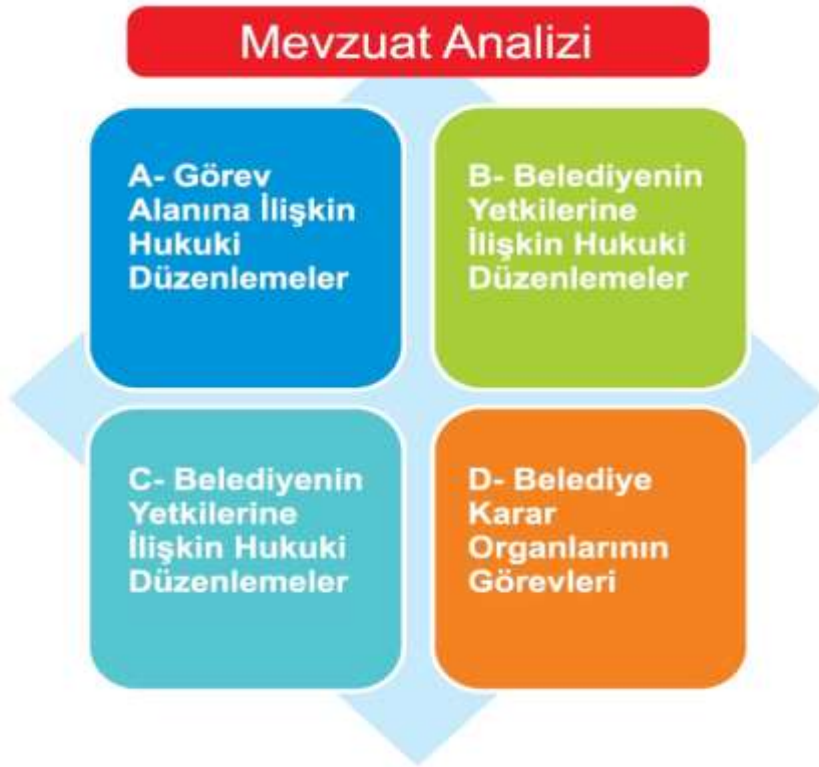 Mevzuat Analizi
A- Görev
Alanına İlişkin
Hukuki
Düzenlemeler
B- Belediyenin
Yetkilerine
İlişkin Hukuki
Düzenlemeler
C- Belediyenin
Yetkilerine
İlişkin Hukuki
Düzenlemeler
D- Belediye
Karar
Organlarının
Görevleri